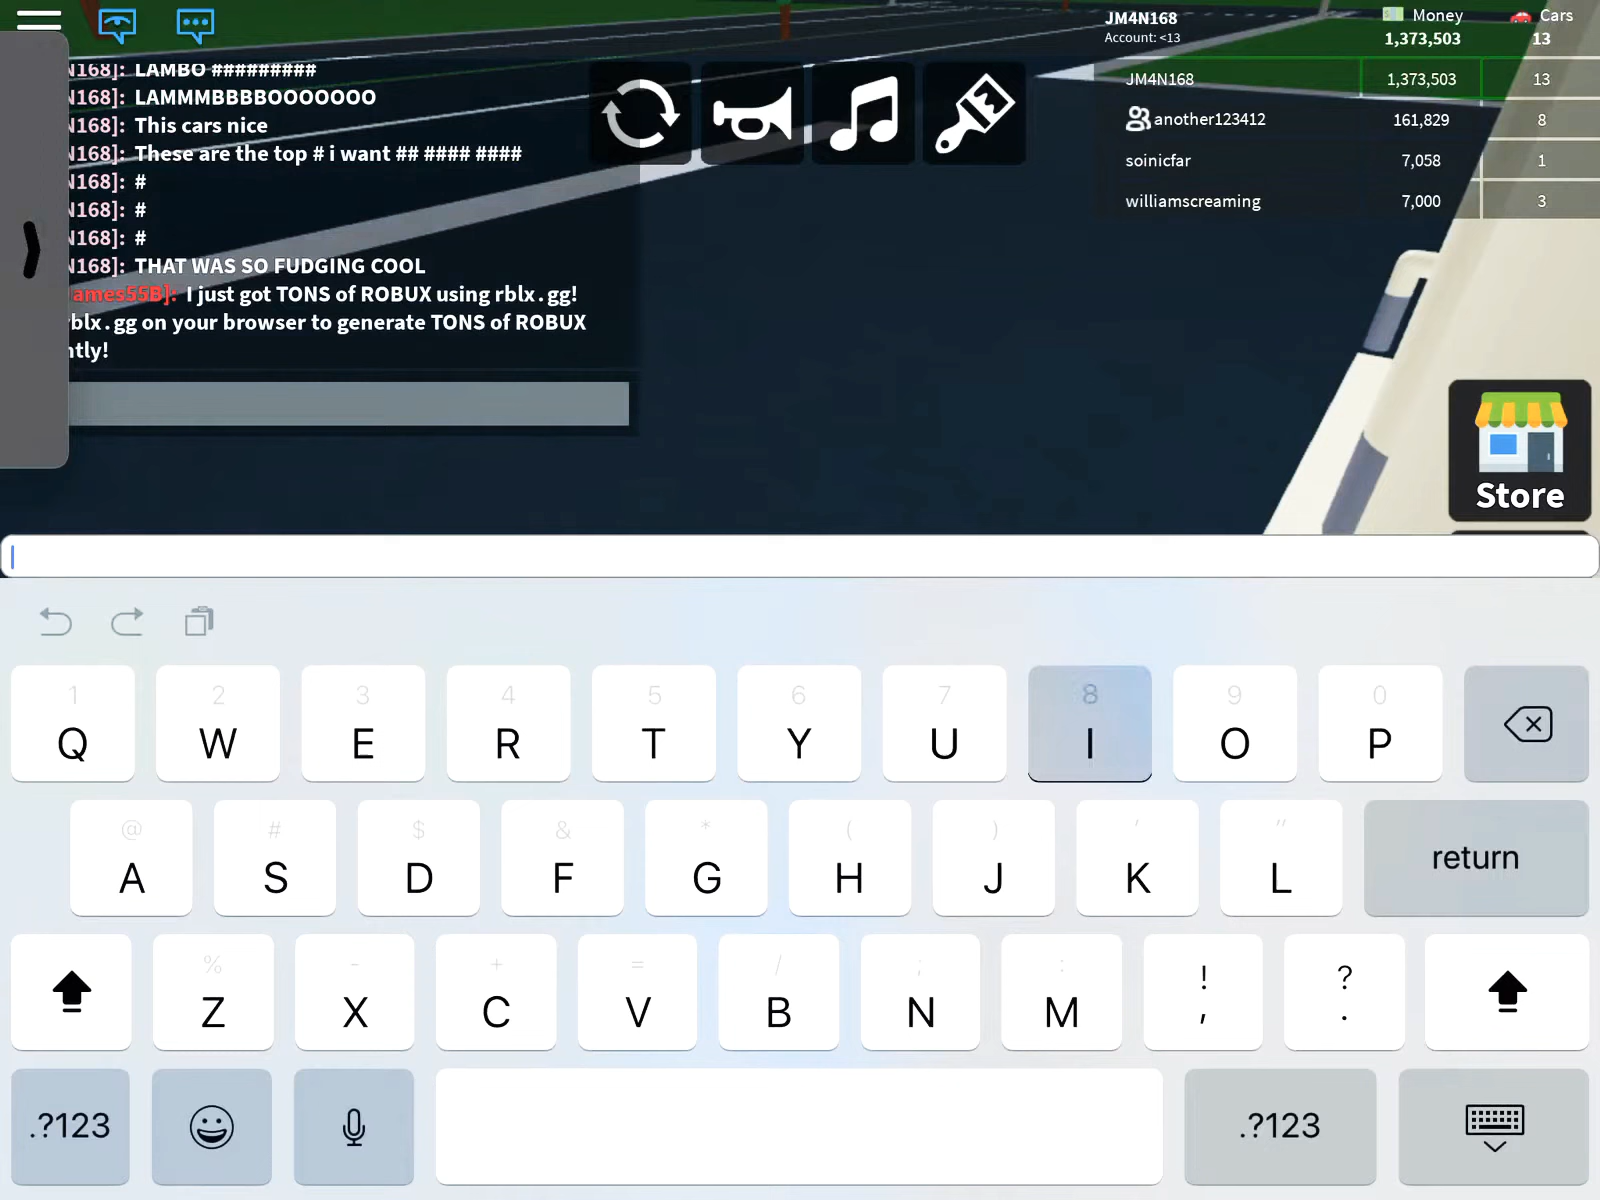 JM4N168
Account: <13
Money
1,373,503
Cars
13
JM4N168 1,373,503 13
another123412 161,829 8
soinicfar 7,058 1
williamscreaming 7,000 3
N168]: LAMBO #########
N168]: LAMMMBBBBOOOOOOO
N168]: This cars nice
N168]: These are the top # i want ## #### ####
N168]: #
N168]: #
N168]: #
N168]: THAT WAS SO FUDGING COOL
ames55B]: I just got TONS of ROBUX using rblx.gg!
rblx.gg on your browser to generate TONS of ROBUX
ntly!
Store
1 2 3 4 5 6 7 8 9 0
Q W E R T Y U I O P
@ # $ & * ( ) ' "
A S D F G H J K L return
% - + = / ; : ! ?
Z X C V B N M , .
.?123 .?123